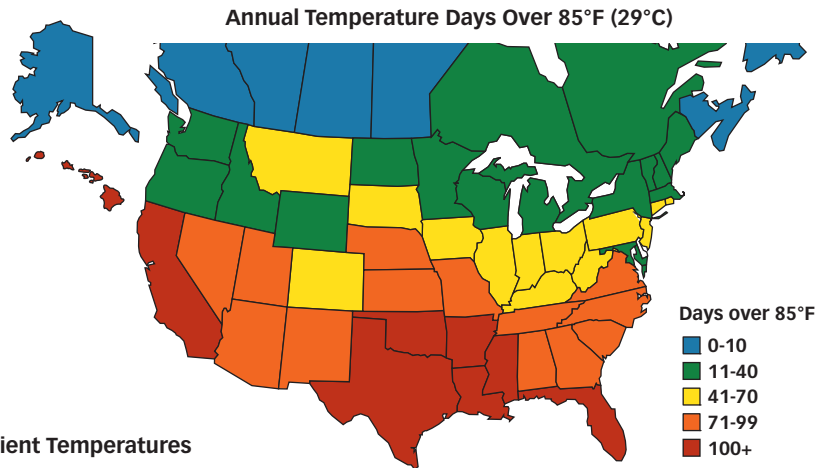 Annual Temperature Days Over 85°F (29°C)
Days over 85°F
0-10
11-40
41-70
71-99
100+
ient Temperatures